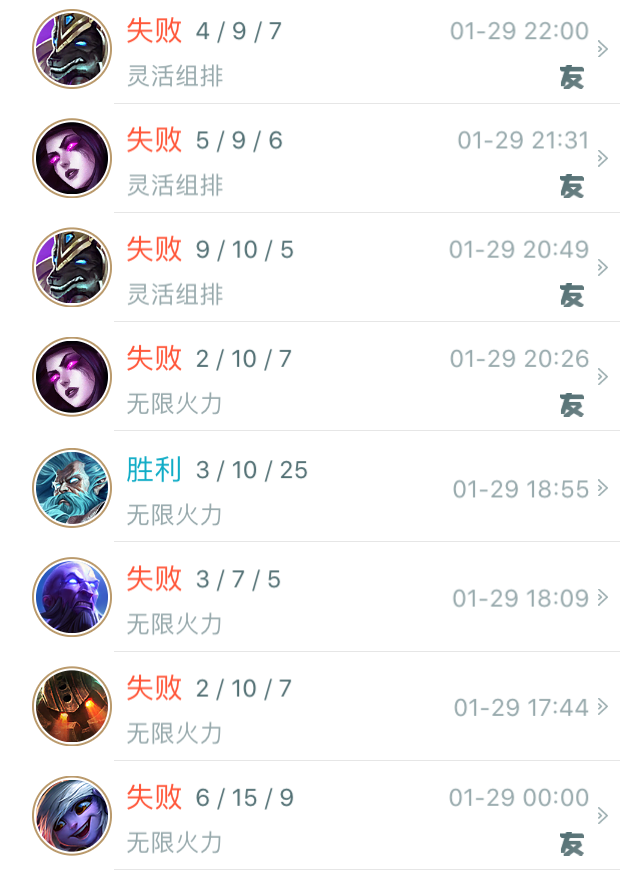 失败 4 / 9 / 7 01-29 22:00
灵活组排 友
失败 5 / 9 / 6 01-29 21:31
灵活组排 友
失败 9 / 10 / 5 01-29 20:49
灵活组排 友
失败 2 / 10 / 7 01-29 20:26
无限火力 友
胜利 3 / 10 / 25 01-29 18:55
无限火力
失败 3 / 7 / 5 01-29 18:09
无限火力
失败 2 / 10 / 7 01-29 17:44
无限火力
失败 6 / 15 / 9 01-29 00:00
无限火力 友